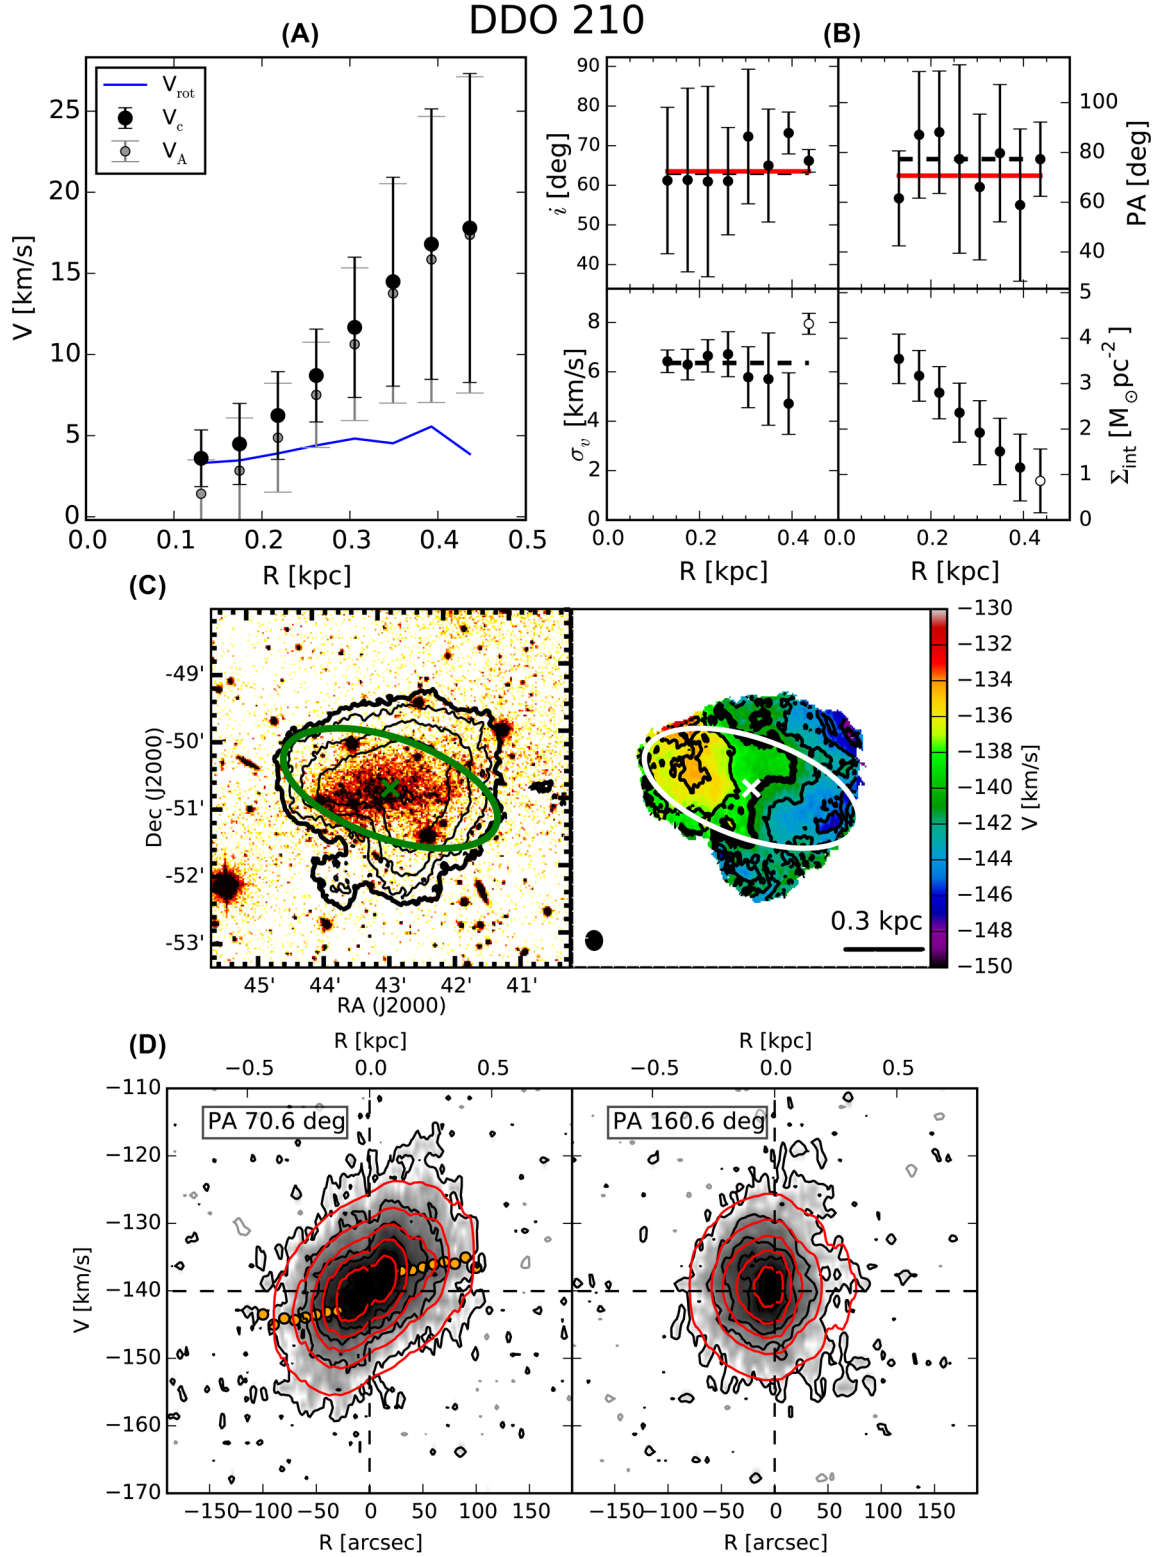 DDO 210
(A)
(B)
V_rot
V_c
V_A
25
20
15
10
5
0
V [km/s]
0.0 0.1 0.2 0.3 0.4 0.5
R [kpc]
90
80
70
60
50
40
i [deg]
100
80
60
40
PA [deg]
8
6
4
2
0
σ_v [km/s]
5
4
3
2
1
0
Σ_int [M_⊙pc^-2]
0.0 0.2 0.4
R [kpc]
0.2 0.4
R [kpc]
(C)
-49'
-50'
-51'
-52'
-53'
Dec (J2000)
45' 44' 43' 42' 41'
RA (J2000)
0.3 kpc
−130
−132
−134
−136
−138
−140
−142
−144
−146
−148
−150
V [km/s]
(D)
R [kpc]
R [kpc]
−0.5 0.0 0.5
−0.5 0.0 0.5
PA 70.6 deg
PA 160.6 deg
−110
−120
−130
−140
−150
−160
−170
V [km/s]
−150−100−50 0 50 100 150
−150−100−50 0 50 100 150
R [arcsec]
R [arcsec]